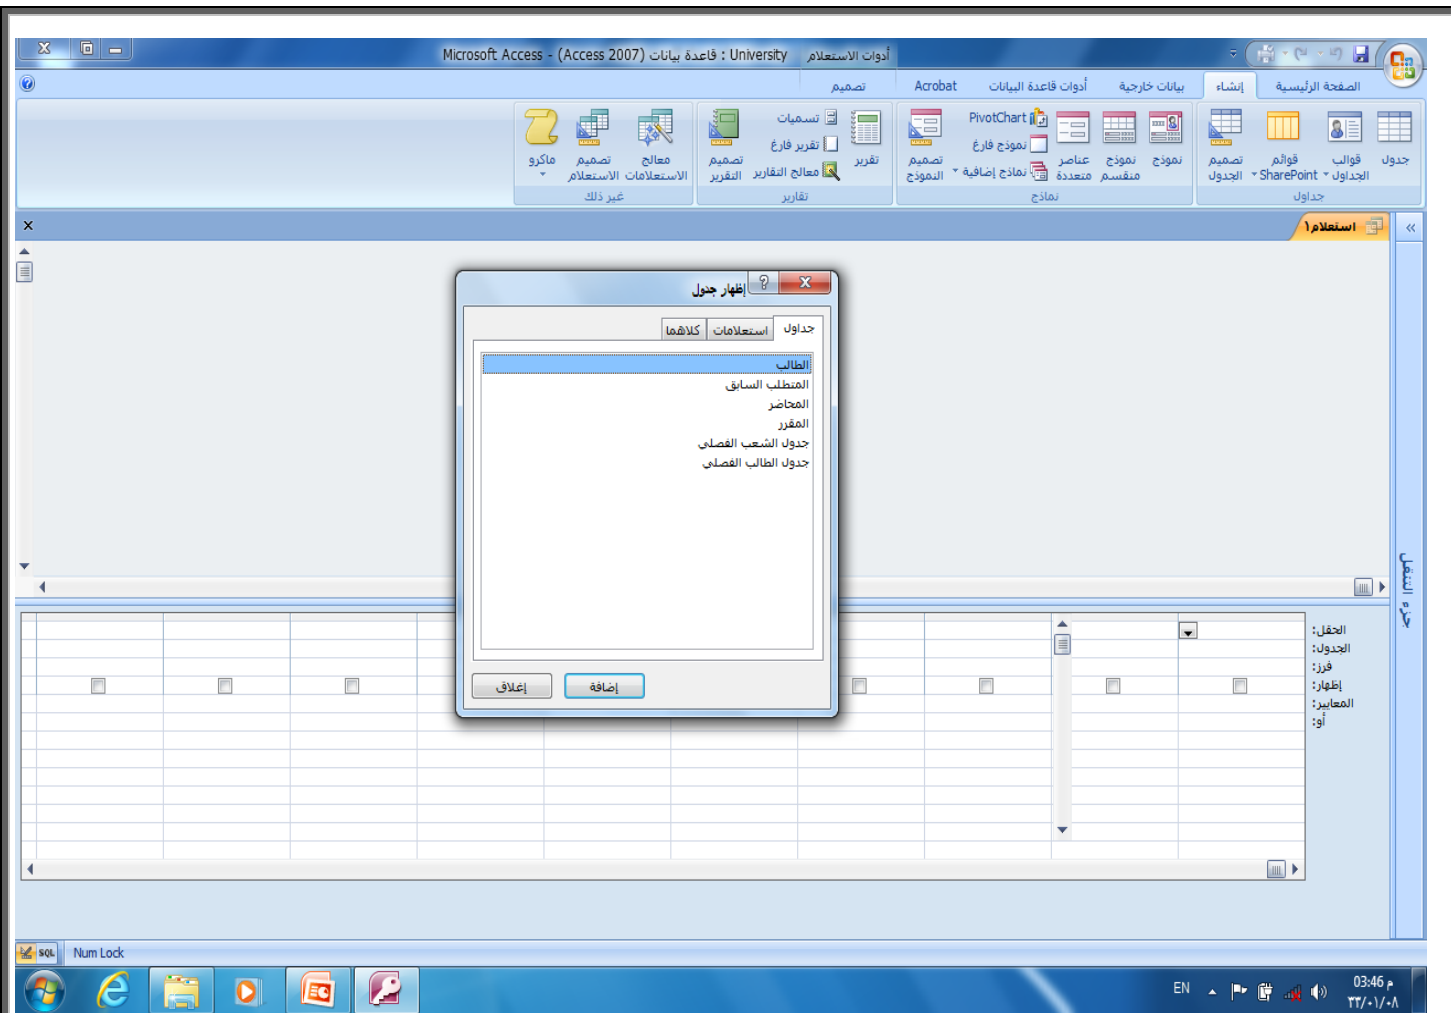 أدوات الاستعلام University : قاعدة بيانات (Access 2007) - Microsoft Access
الصفحة الرئيسية إنشاء بيانات خارجية أدوات قاعدة البيانات Acrobat تصميم
جدول
قوالب الجداول
قوائم SharePoint
تصميم الجدول
جداول
نموذج
نموذج منقسم
عناصر متعددة
PivotChart
نموذج فارغ
نماذج إضافية
تصميم النموذج
نماذج
تقرير
تسميات
تقرير فارغ
معالج التقارير
تصميم التقرير
تقارير
معالج الاستعلامات
تصميم الاستعلام
ماكرو
غير ذلك
استعلام١
»
جزء التنقل
إظهار جدول
جداول استعلامات كلاهما
الطالب
المتطلب السابق
المحاضر
المقرر
جدول الشعب الفصلي
جدول الطالب الفصلي
إضافة إغلاق
الحقل:
الجدول:
فرز:
إظهار:
المعايير:
أو:
SQL Num Lock
EN
03:46 م
٣٣/٠١/٠٨